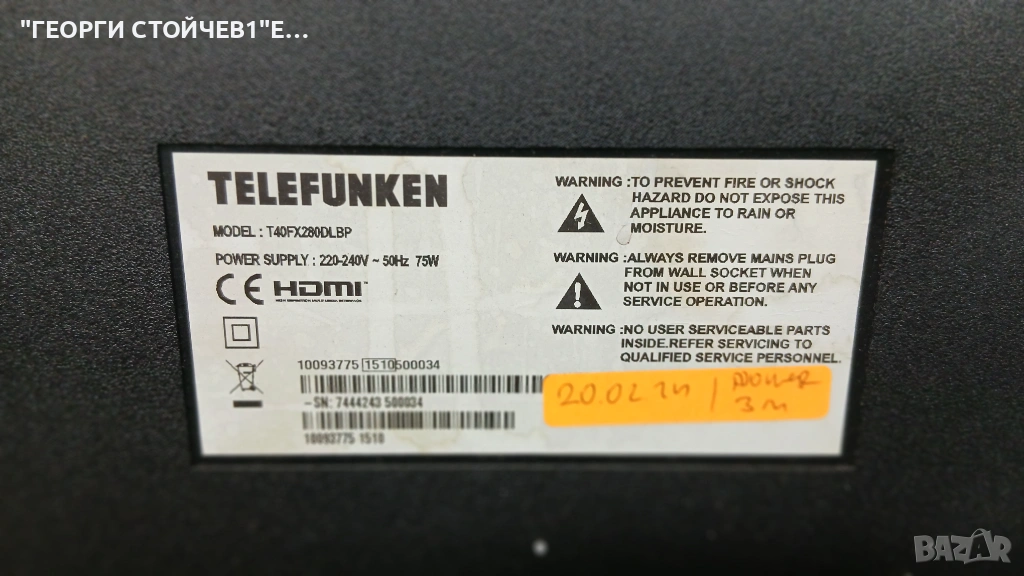 "ГЕОРГИ СТОЙЧЕВ1"Е...
TELEFUNKEN
MODEL : T40FX280DLBP
POWER SUPPLY : 220-240V ~ 50Hz 75W
CE HDMI
10093775 1510 500034
-SN: 7444243 500034
10093775 1510
WARNING :TO PREVENT FIRE OR SHOCK
HAZARD DO NOT EXPOSE THIS
APPLIANCE TO RAIN OR
MOISTURE.
WARNING :ALWAYS REMOVE MAINS PLUG
FROM WALL SOCKET WHEN
NOT IN USE OR BEFORE ANY
SERVICE OPERATION.
WARNING :NO USER SERVICEABLE PARTS
INSIDE.REFER SERVICING TO
QUALIFIED SERVICE PERSONNEL.
20.02
BAZAR